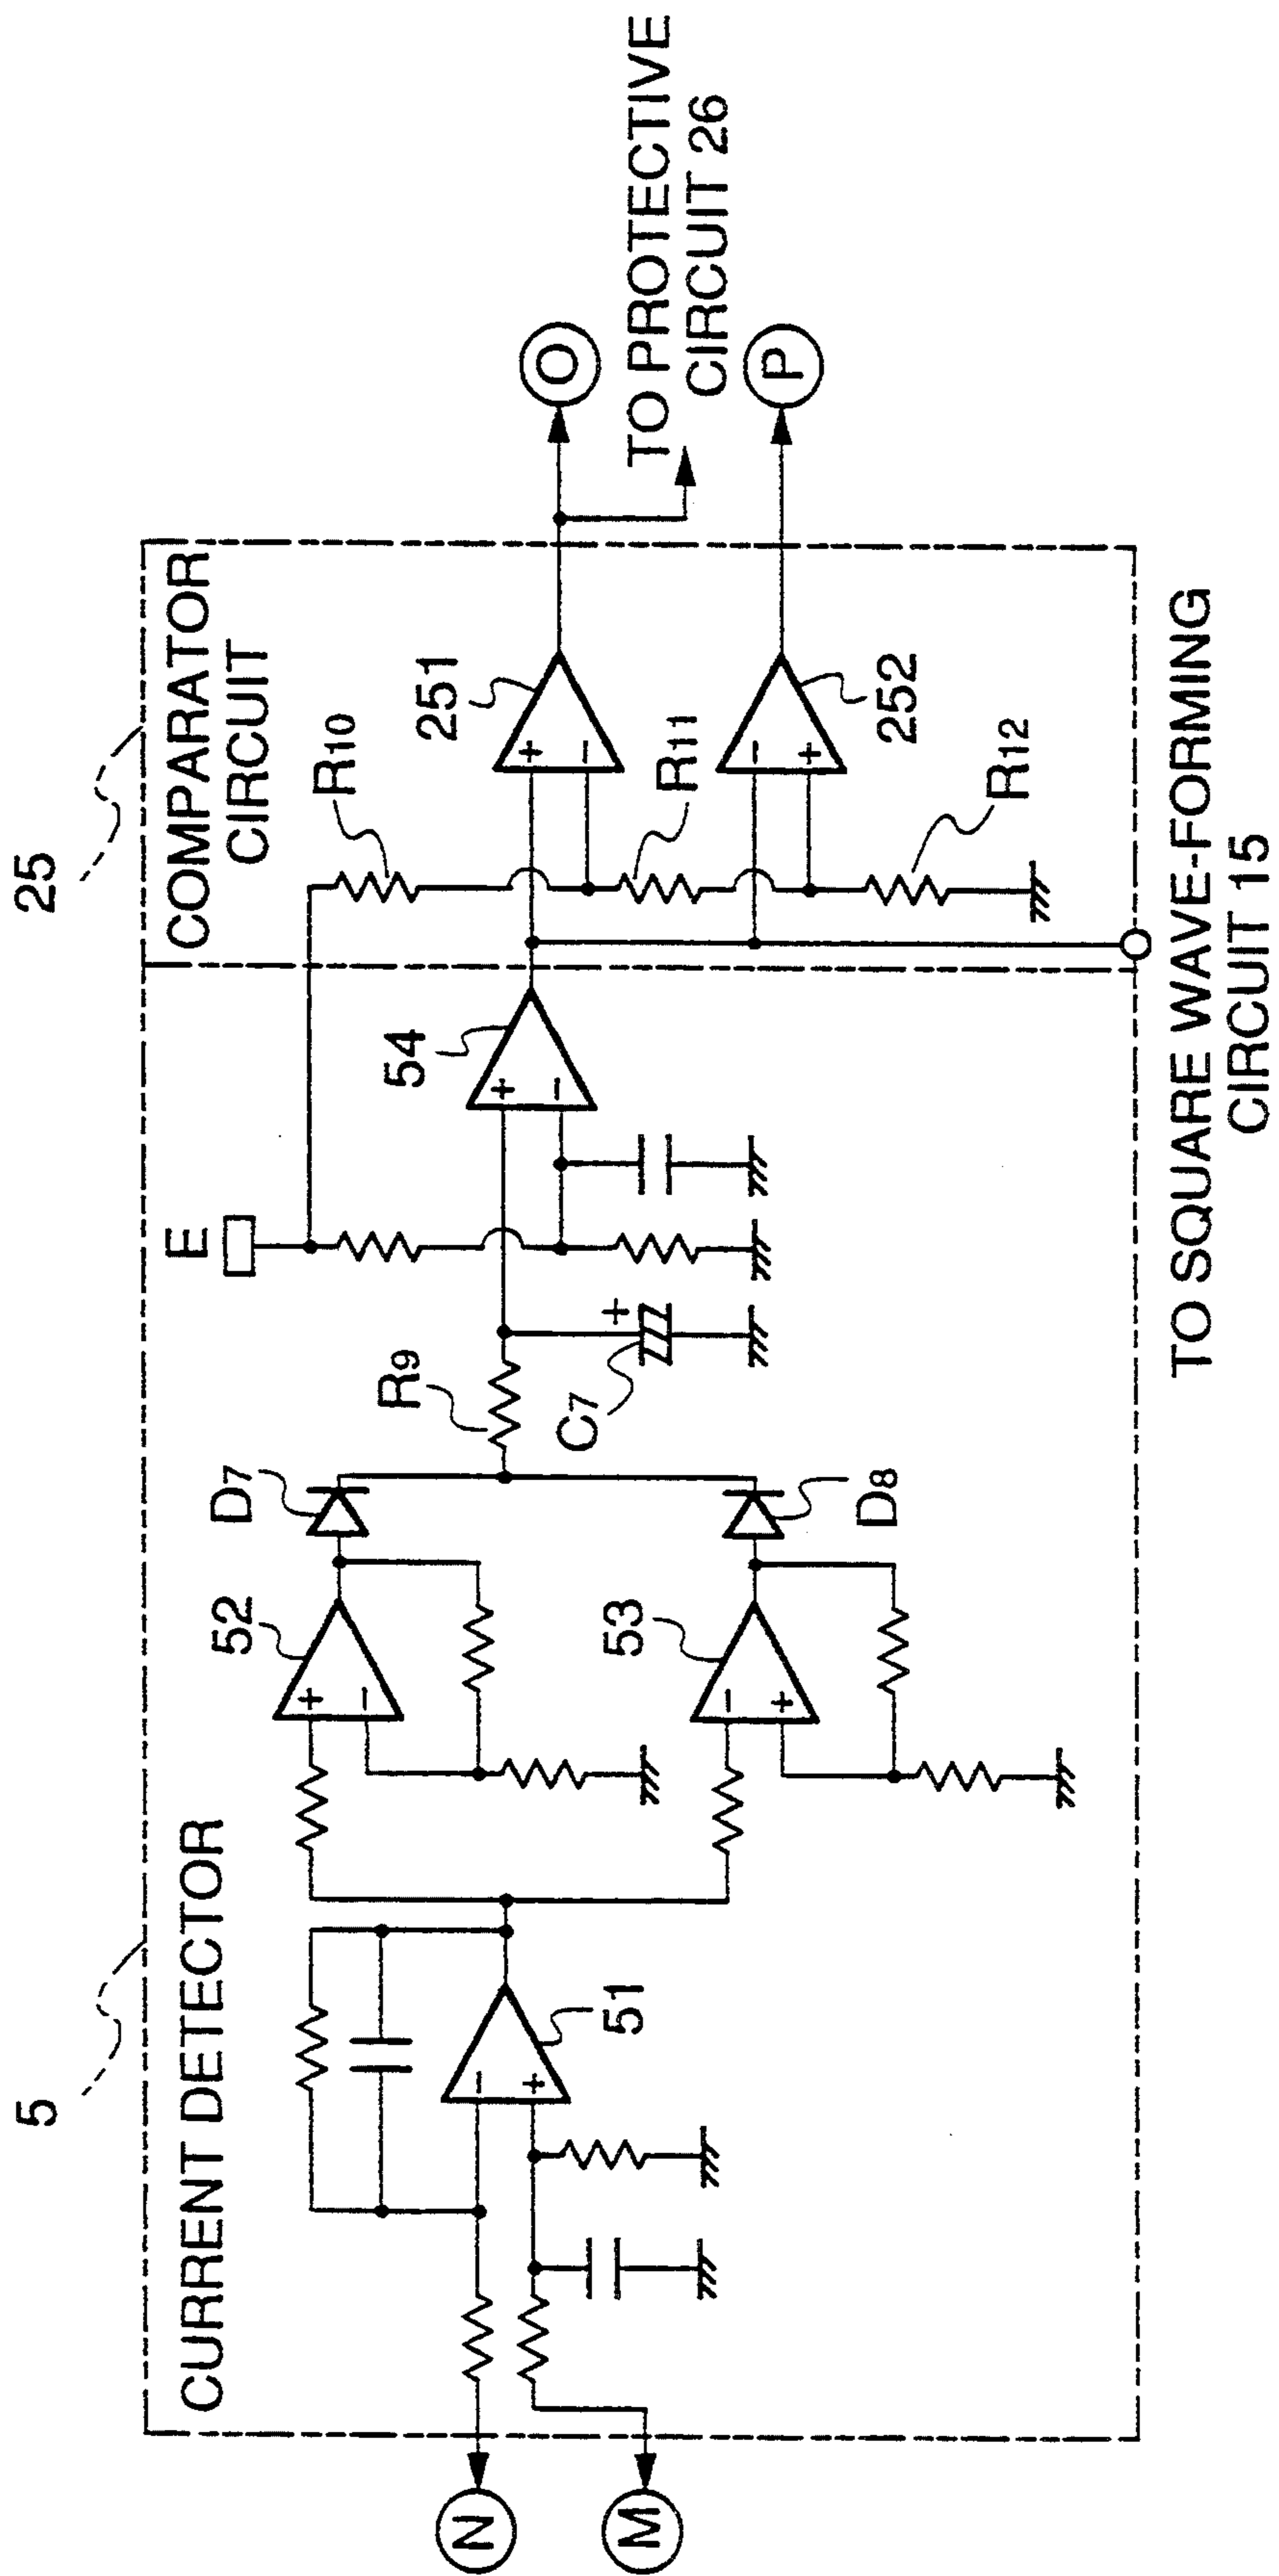 5
25
CURRENT DETECTOR
COMPARATOR
CIRCUIT
E
N
M
51
52
53
D7
D8
R9
C7
54
R10
R11
R12
251
252
+
−
+
−
−
+
−
+
+
+
−
+
−
−
+
O
P
TO PROTECTIVE
CIRCUIT 26
TO SQUARE WAVE-FORMING
CIRCUIT 15